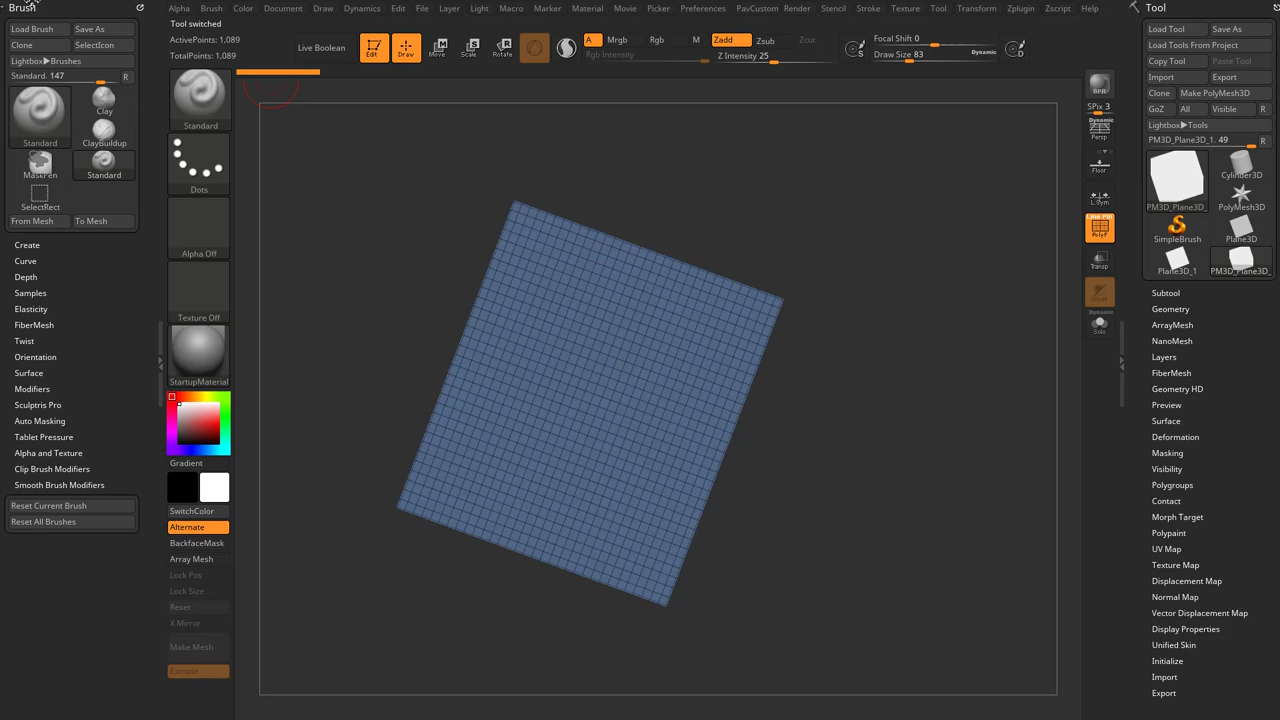 Brush
Alpha Brush Color Document Draw Dynamics Edit File Layer Light Macro Marker Material Movie Picker Preferences PavCustom Render Stencil Stroke Texture Tool Transform Zplugin Zscript Help
Tool
Tool switched
Load Brush Save As
Clone SelectIcon
Lightbox▶Brushes
Standard. 147 R
Standard
Clay
ClayBuildup
MaskPen
Standard
SelectRect
From Mesh To Mesh
Create
Curve
Depth
Samples
Elasticity
FiberMesh
Twist
Orientation
Surface
Modifiers
Sculptris Pro
Auto Masking
Tablet Pressure
Alpha and Texture
Clip Brush Modifiers
Smooth Brush Modifiers
Reset Current Brush
Reset All Brushes
ActivePoints: 1,089
TotalPoints: 1,089
Live Boolean
Edit
Draw
Move
Scale
Rotate
A Mrgb Rgb M
Rgb Intensity
Zadd Zsub Zcut
Z Intensity 25
S
Focal Shift 0
Draw Size 83
Dynamic
D
Standard
Dots
Alpha Off
Texture Off
StartupMaterial
Gradient
SwitchColor
Alternate
BackfaceMask
Array Mesh
Lock Pos
Lock Size
Reset
X Mirror
Make Mesh
Extrude
BPR
SPix 3
Dynamic
Persp
Floor
L.Sym
Line Fill
PolyF
Transp
Ghost
Dynamic
Solo
Load Tool Save As
Load Tools From Project
Copy Tool Paste Tool
Import Export
Clone Make PolyMesh3D
GoZ All Visible R
Lightbox▶Tools
PM3D_Plane3D_1. 49 R
PM3D_Plane3D_
Cylinder3D
PolyMesh3D
SimpleBrush
Plane3D
Plane3D_1
PM3D_Plane3D_
Subtool
Geometry
ArrayMesh
NanoMesh
Layers
FiberMesh
Geometry HD
Preview
Surface
Deformation
Masking
Visibility
Polygroups
Contact
Morph Target
Polypaint
UV Map
Texture Map
Displacement Map
Normal Map
Vector Displacement Map
Display Properties
Unified Skin
Initialize
Import
Export